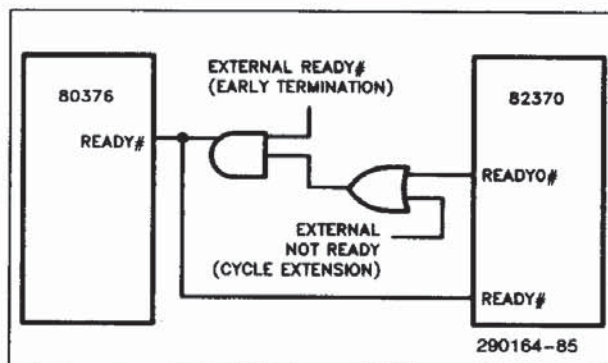 80376
READY#
EXTERNAL READY#
(EARLY TERMINATION)
82370
READYO#
EXTERNAL
NOT READY
(CYCLE EXTENSION)
READY#
290164-85